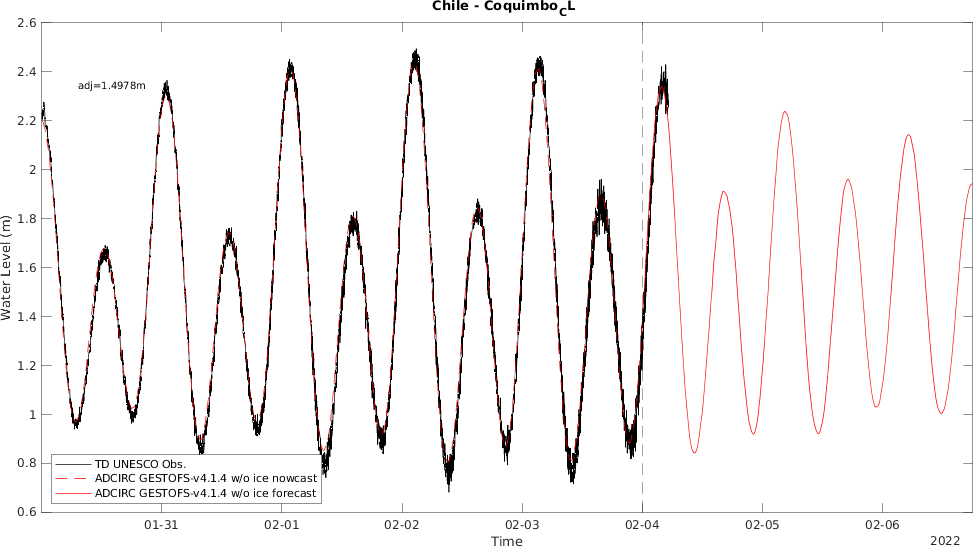 Chile - Coquimbo_CL
adj=1.4978m
2.6
2.4
2.2
2
1.8
1.6
1.4
1.2
1
0.8
0.6
Water Level (m)
TD UNESCO Obs.
ADCIRC GESTOFS-v4.1.4 w/o ice nowcast
ADCIRC GESTOFS-v4.1.4 w/o ice forecast
01-31 02-01 02-02 02-03 02-04 02-05 02-06
Time
2022